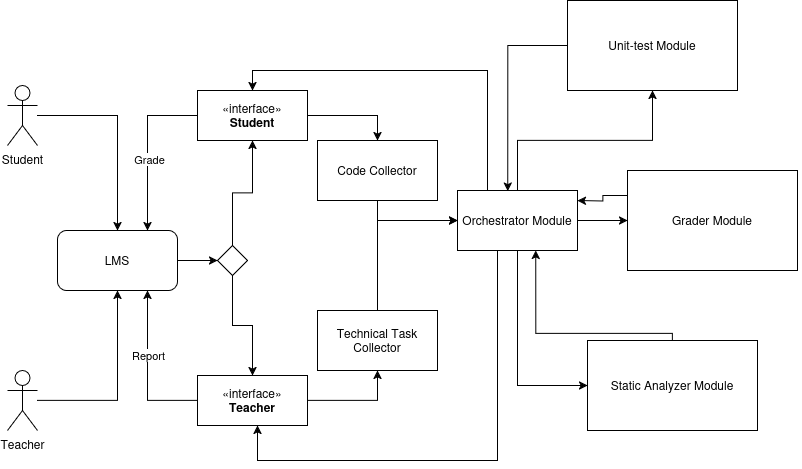 Unit-test Module
«interface»
Student
Student
Grade
Code Collector
Orchestrator Module
Grader Module
LMS
Technical Task
Collector
Report
Static Analyzer Module
«interface»
Teacher
Teacher